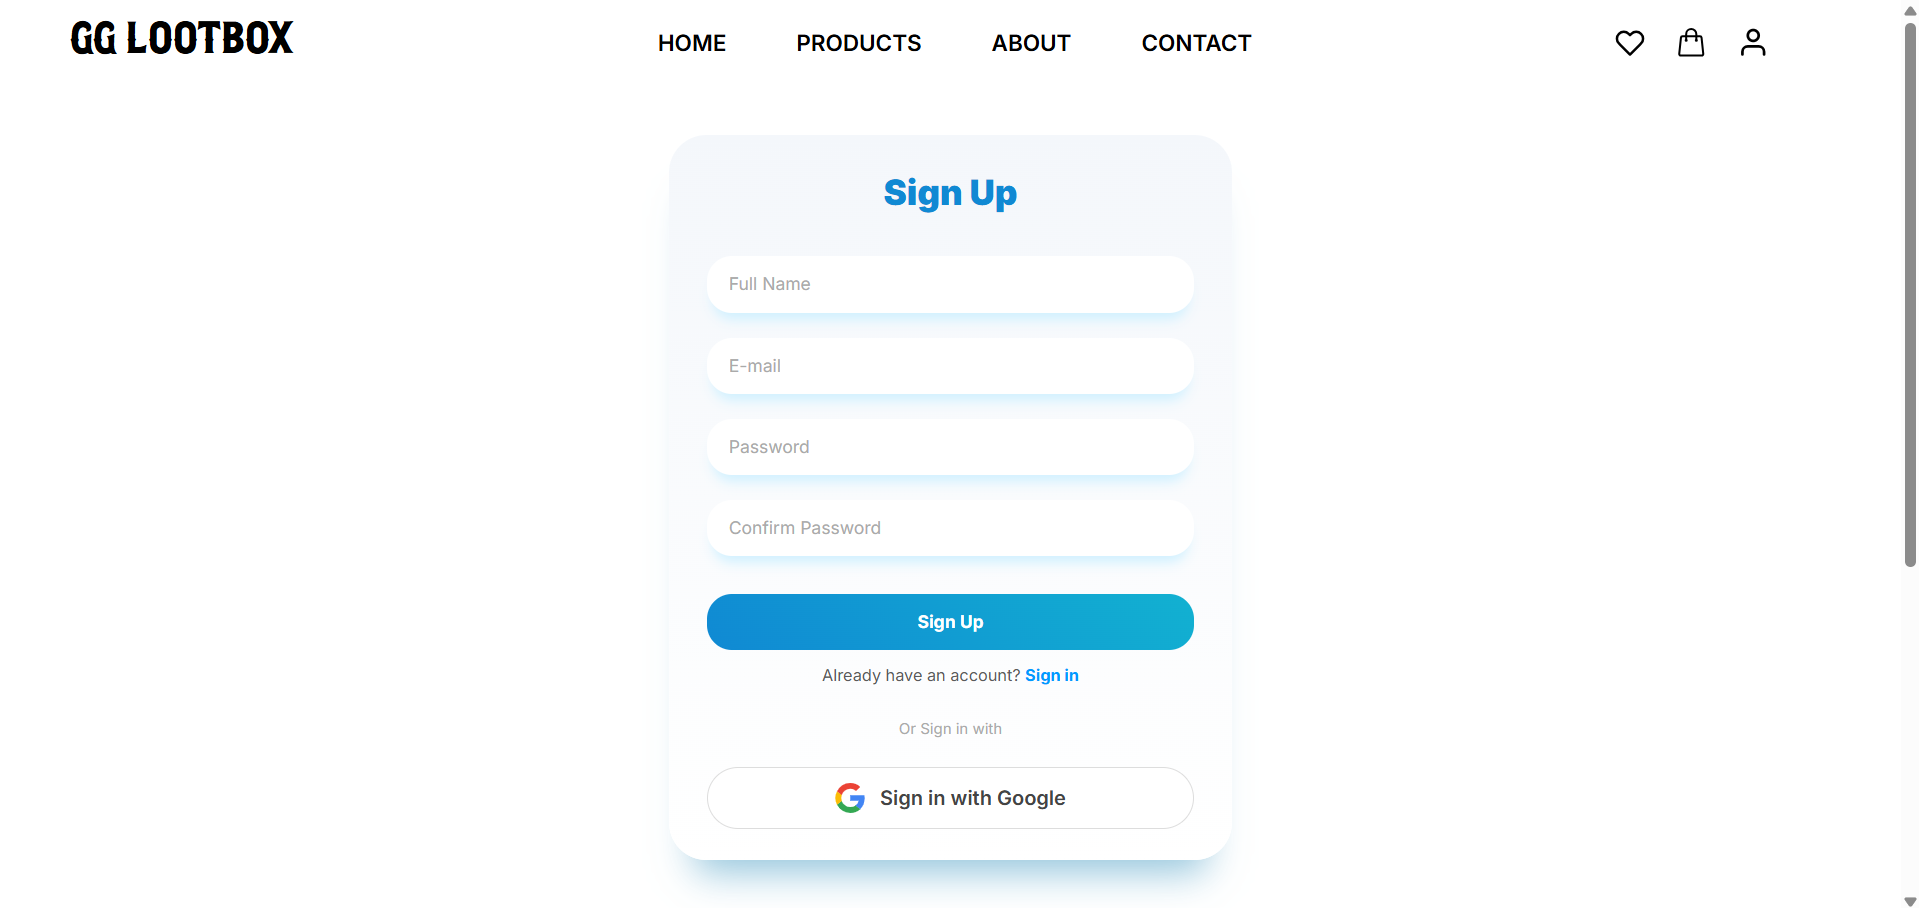 GG LOOTBOX
HOME PRODUCTS ABOUT CONTACT
Sign Up
Full Name
E-mail
Password
Confirm Password
Sign Up
Already have an account? Sign in
Or Sign in with
Sign in with Google